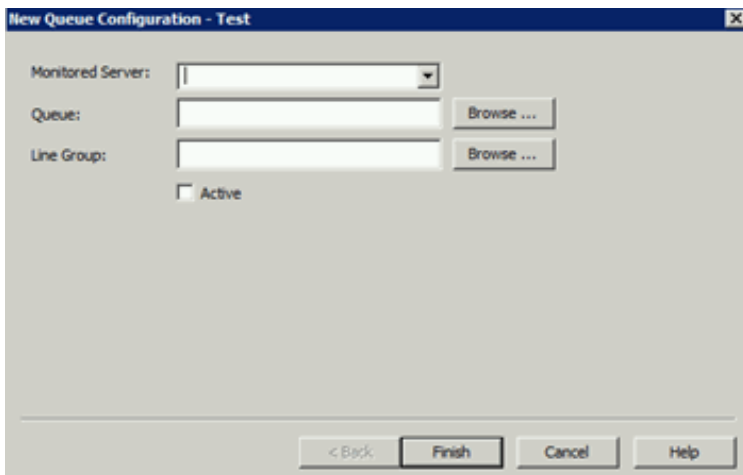 New Queue Configuration - Test
Monitored Server:
Queue:
Browse ...
Line Group:
Browse ...
Active
< Back
Finish
Cancel
Help